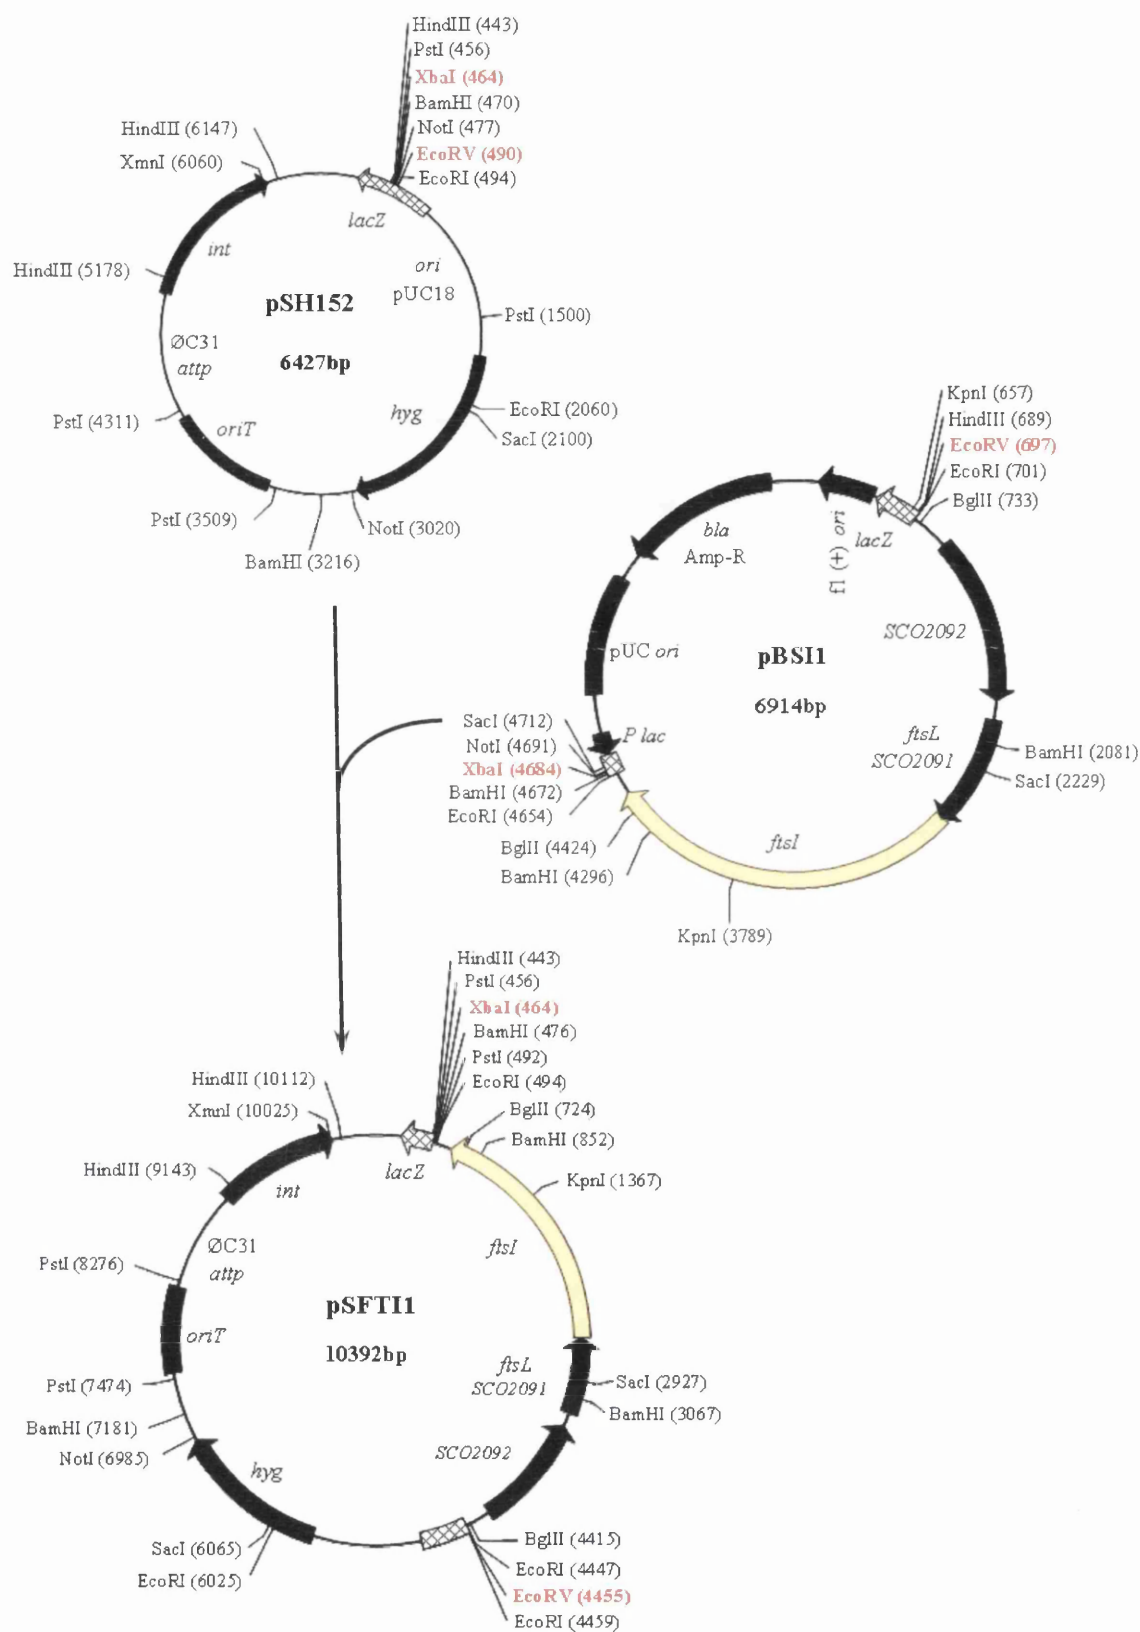 HindIII (443)
PstI (456)
XbaI (464)
BamHI (470)
NotI (477)
EcoRV (490)
EcoRI (494)
HindIII (6147)
XmnI (6060)
lacZ
int
HindIII (5178)
ori
pUC18
pSH152
6427bp
PstI (1500)
ØC31
attp
PstI (4311)
oriT
hyg
EcoRI (2060)
SacI (2100)
PstI (3509)
NotI (3020)
BamHI (3216)
KpnI (657)
HindIII (689)
EcoRV (697)
EcoRI (701)
BglII (733)
bla
Amp-R
f1 (+) ori
lacZ
SCO2092
pUC ori
pBSI1
6914bp
SacI (4712)
NotI (4691)
XbaI (4684)
BamHI (4672)
EcoRI (4654)
P lac
ftsL
SCO2091
BamHI (2081)
SacI (2229)
BglII (4424)
BamHI (4296)
ftsI
KpnI (3789)
HindIII (443)
PstI (456)
XbaI (464)
BamHI (476)
PstI (492)
EcoRI (494)
HindIII (10112)
XmnI (10025)
BglII (724)
BamHI (852)
HindIII (9143)
lacZ
KpnI (1367)
int
ØC31
attp
ftsI
PstI (8276)
pSFTI1
10392bp
oriT
ftsL
SCO2091
SacI (2927)
BamHI (3067)
PstI (7474)
BamHI (7181)
NotI (6985)
SCO2092
hyg
SacI (6065)
EcoRI (6025)
BglII (4415)
EcoRI (4447)
EcoRV (4455)
EcoRI (4459)